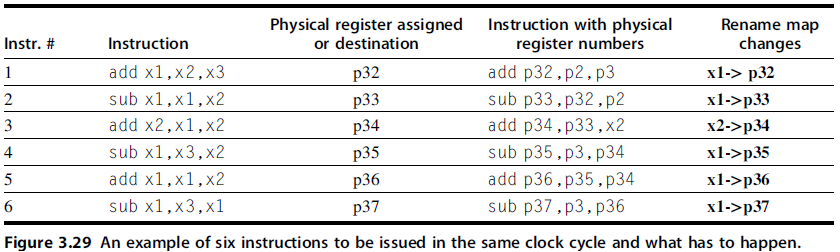 Physical register assigned Instruction with physical Rename map
Instr. # Instruction or destination register numbers changes
1 add x1,x2,x3 p32 add p32,p2,p3 x1-> p32
2 sub x1,x1,x2 p33 sub p33,p32,p2 x1->p33
3 add x2,x1,x2 p34 add p34,p33,x2 x2->p34
4 sub x1,x3,x2 p35 sub p35,p3,p34 x1->p35
5 add x1,x1,x2 p36 add p36,p35,p34 x1->p36
6 sub x1,x3,x1 p37 sub p37,p3,p36 x1->p37
Figure 3.29 An example of six instructions to be issued in the same clock cycle and what has to happen.